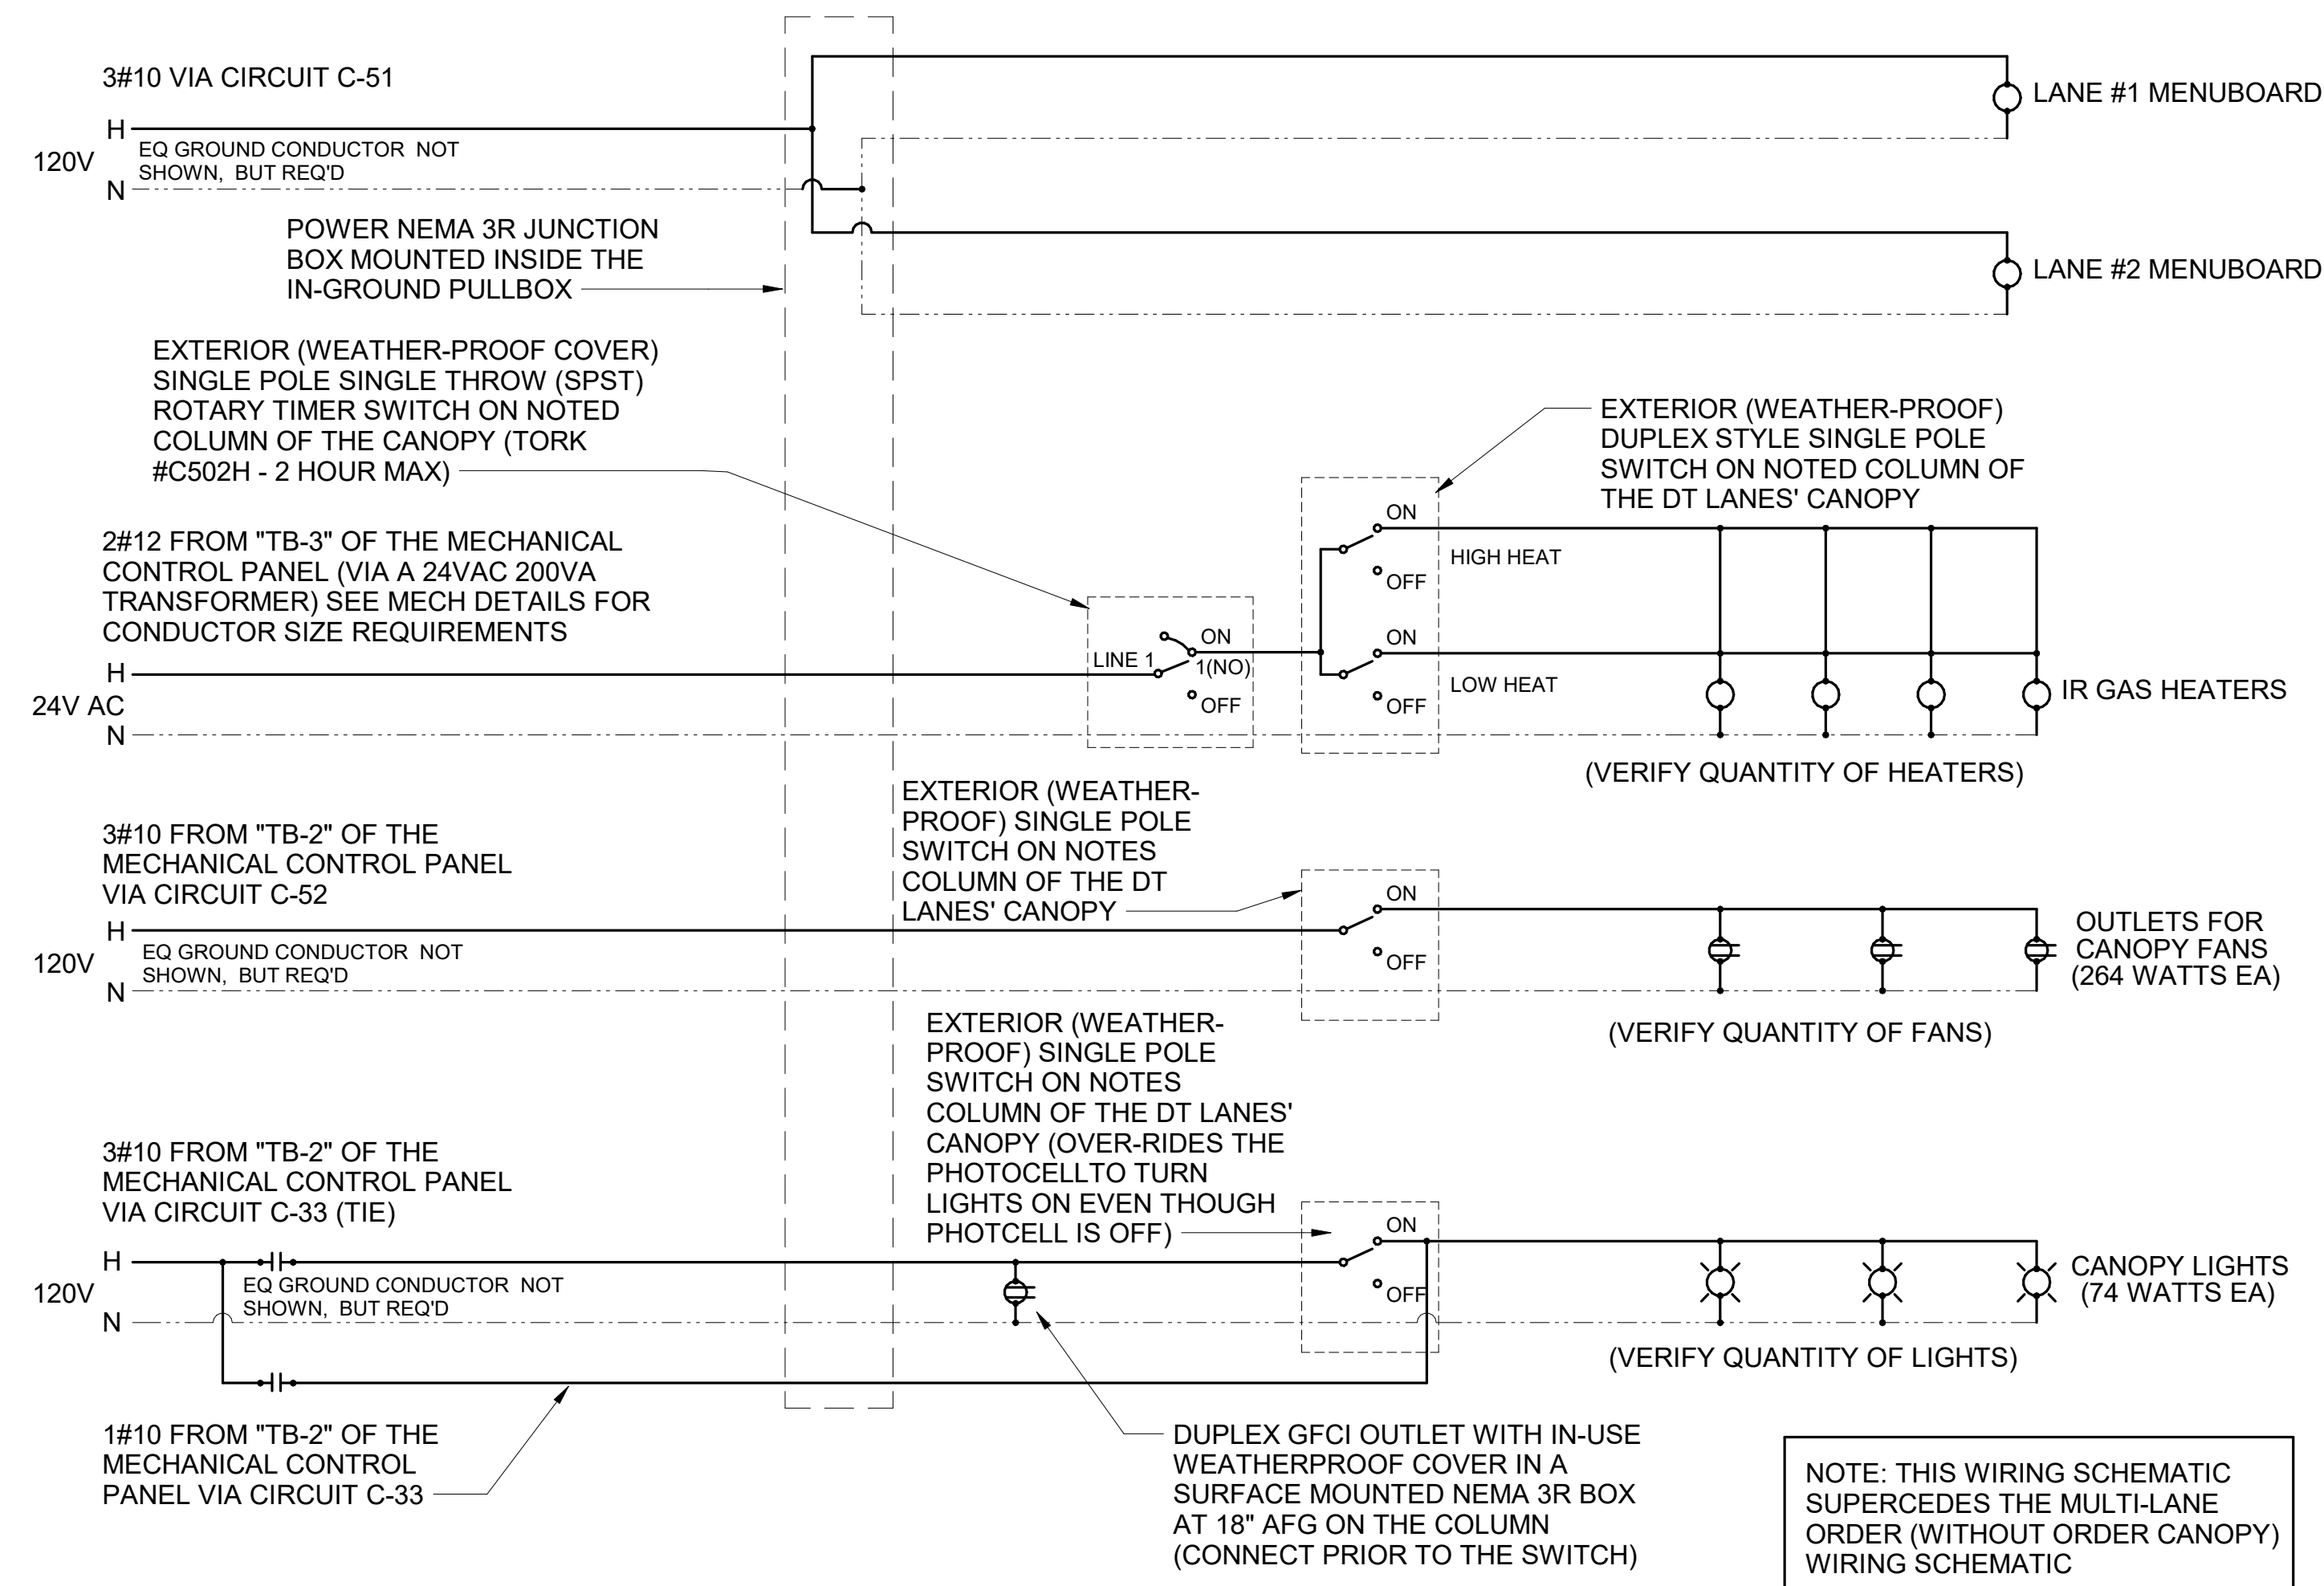 3#10 VIA CIRCUIT C-51
H
120V
N
EQ GROUND CONDUCTOR NOT
SHOWN, BUT REQ'D
LANE #1 MENUBOARD
LANE #2 MENUBOARD
POWER NEMA 3R JUNCTION
BOX MOUNTED INSIDE THE
IN-GROUND PULLBOX
EXTERIOR (WEATHER-PROOF COVER)
SINGLE POLE SINGLE THROW (SPST)
ROTARY TIMER SWITCH ON NOTED
COLUMN OF THE CANOPY (TORK
#C502H - 2 HOUR MAX)
EXTERIOR (WEATHER-PROOF)
DUPLEX STYLE SINGLE POLE
SWITCH ON NOTED COLUMN OF
THE DT LANES' CANOPY
2#12 FROM "TB-3" OF THE MECHANICAL
CONTROL PANEL (VIA A 24VAC 200VA
TRANSFORMER) SEE MECH DETAILS FOR
CONDUCTOR SIZE REQUIREMENTS
H
24V AC
N
LINE 1
ON
1(NO)
OFF
ON
OFF
HIGH HEAT
ON
OFF
LOW HEAT
IR GAS HEATERS
(VERIFY QUANTITY OF HEATERS)
EXTERIOR (WEATHER-
PROOF) SINGLE POLE
SWITCH ON NOTES
COLUMN OF THE DT
LANES' CANOPY
3#10 FROM "TB-2" OF THE
MECHANICAL CONTROL PANEL
VIA CIRCUIT C-52
H
120V
N
EQ GROUND CONDUCTOR NOT
SHOWN, BUT REQ'D
ON
OFF
OUTLETS FOR
CANOPY FANS
(264 WATTS EA)
(VERIFY QUANTITY OF FANS)
EXTERIOR (WEATHER-
PROOF) SINGLE POLE
SWITCH ON NOTES
COLUMN OF THE DT LANES'
CANOPY (OVER-RIDES THE
PHOTOCELLTO TURN
LIGHTS ON EVEN THOUGH
PHOTCELL IS OFF)
3#10 FROM "TB-2" OF THE
MECHANICAL CONTROL PANEL
VIA CIRCUIT C-33 (TIE)
H
120V
N
EQ GROUND CONDUCTOR NOT
SHOWN, BUT REQ'D
ON
OFF
CANOPY LIGHTS
(74 WATTS EA)
(VERIFY QUANTITY OF LIGHTS)
1#10 FROM "TB-2" OF THE
MECHANICAL CONTROL
PANEL VIA CIRCUIT C-33
DUPLEX GFCI OUTLET WITH IN-USE
WEATHERPROOF COVER IN A
SURFACE MOUNTED NEMA 3R BOX
AT 18" AFG ON THE COLUMN
(CONNECT PRIOR TO THE SWITCH)
NOTE: THIS WIRING SCHEMATIC
SUPERCEDES THE MULTI-LANE
ORDER (WITHOUT ORDER CANOPY)
WIRING SCHEMATIC